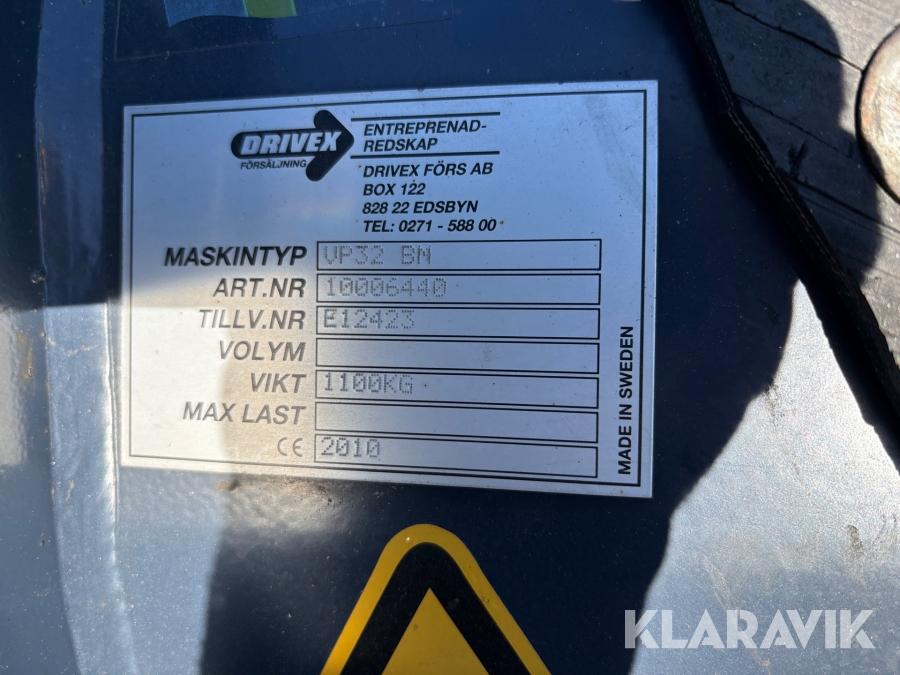 DRIVEX
FÖRSÄLJNING
ENTREPRENAD-
REDSKAP
DRIVEX FÖRS AB
BOX 122
828 22 EDSBYN
TEL: 0271 - 588 00
MASKINTYP VP32 BN
ART.NR 10006440
TILLV.NR E12423
VOLYM
VIKT 1100KG
MAX LAST
CE 2010
MADE IN SWEDEN
KLARAVIK